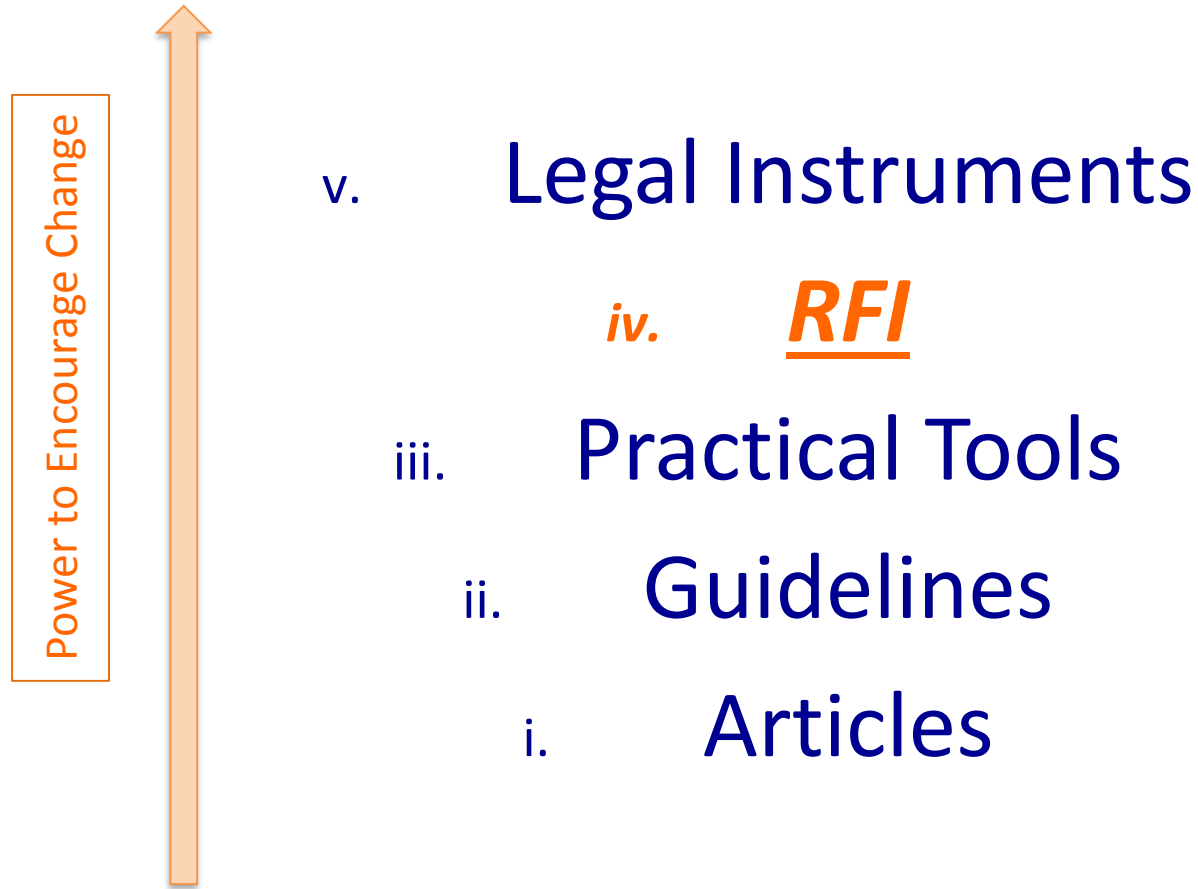 Power to Encourage Change
v. Legal Instruments
iv. RFI
iii. Practical Tools
ii. Guidelines
i. Articles